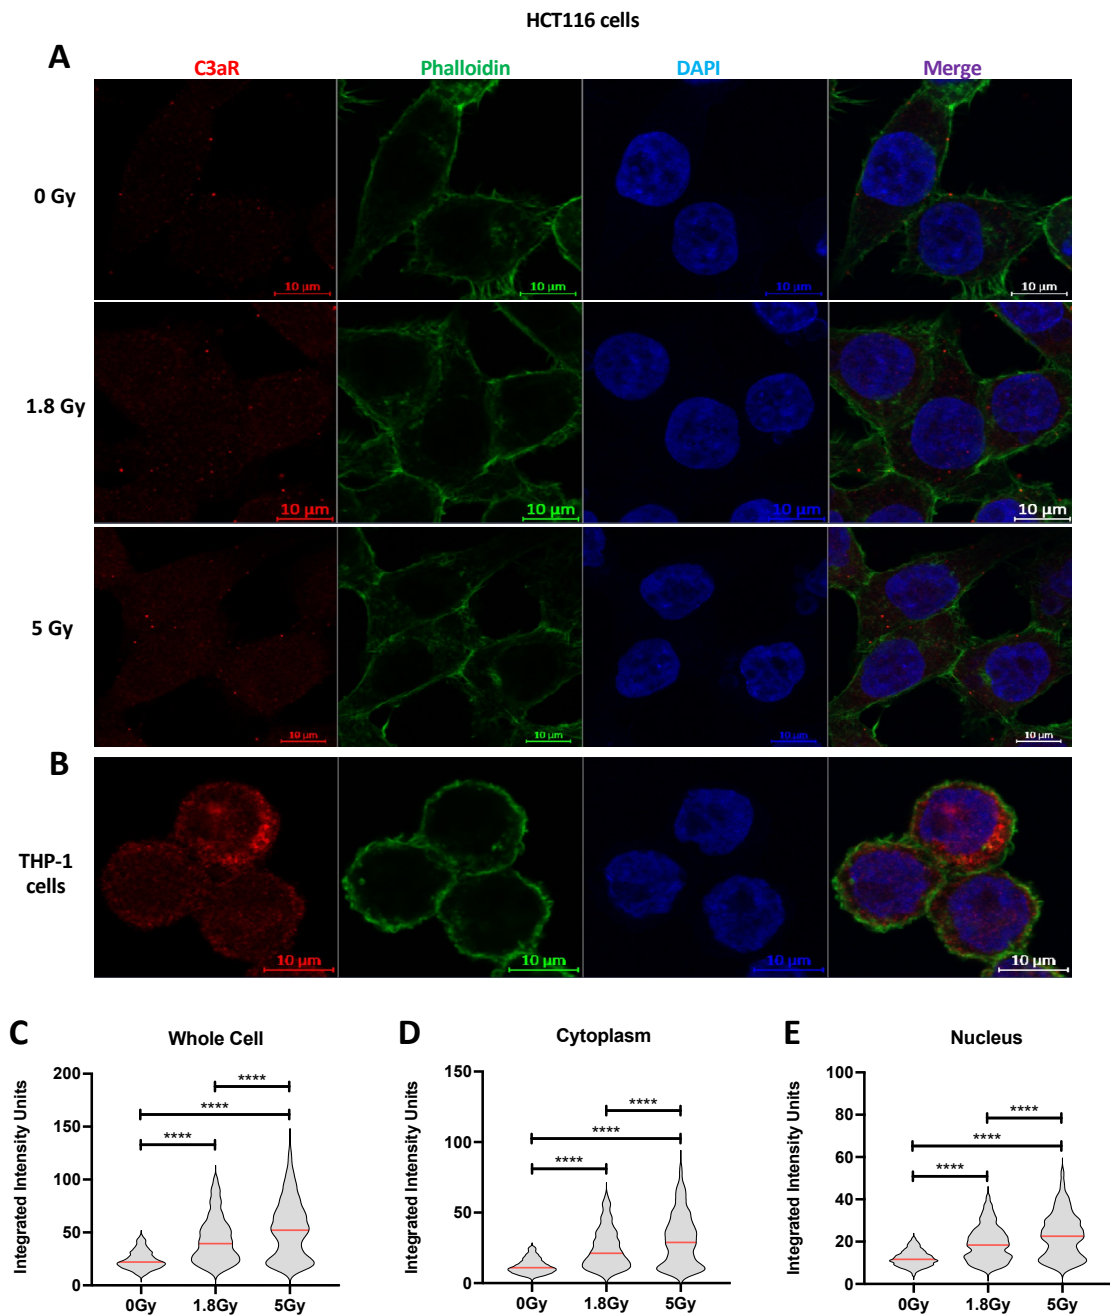 HCT116 cells
A
C3aR Phalloidin DAPI Merge
0 Gy
10 µm 10 µm 10 µm 10 µm
1.8 Gy
10 µm 10 µm 10 µm 10 µm
5 Gy
10 µm 10 µm 10 µm 10 µm
B
THP-1
cells
10 µm 10 µm 10 µm 10 µm
C
Whole Cell
Integrated Intensity Units
200
150
100
50
0
****
****
****
0Gy 1.8Gy 5Gy
D
Cytoplasm
Integrated Intensity Units
150
100
50
0
****
****
****
0Gy 1.8Gy 5Gy
E
Nucleus
Integrated Intensity Units
100
80
60
40
20
0
****
****
****
0Gy 1.8Gy 5Gy